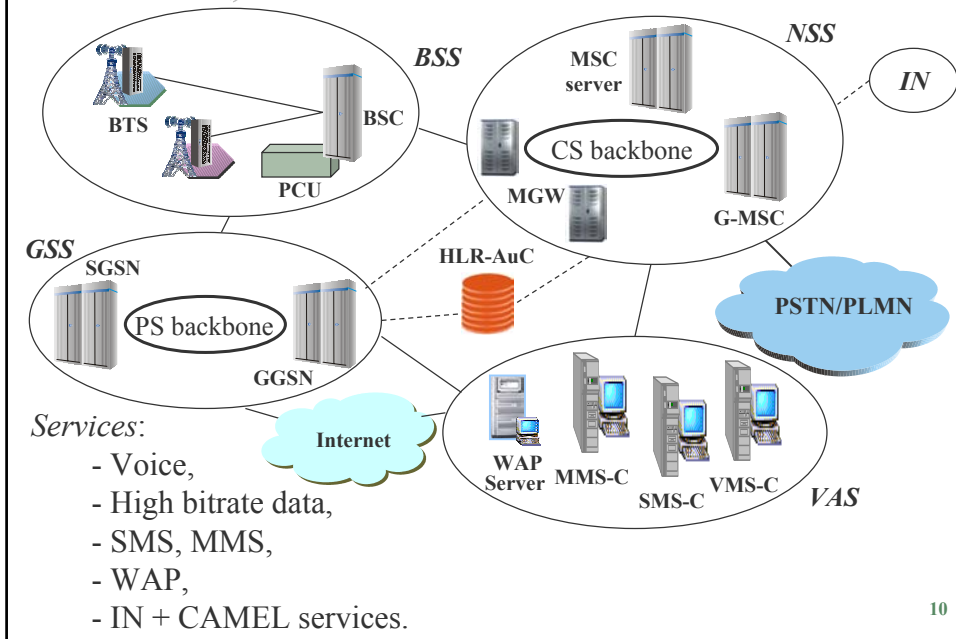 BSS
BTS
BSC
PCU
NSS
MSC
server
CS backbone
MGW
G-MSC
IN
GSS
SGSN
PS backbone
GGSN
HLR-AuC
PSTN/PLMN
Internet
WAP
Server
MMS-C
SMS-C
VMS-C
VAS
Services:
- Voice,
- High bitrate data,
- SMS, MMS,
- WAP,
- IN + CAMEL services.
10